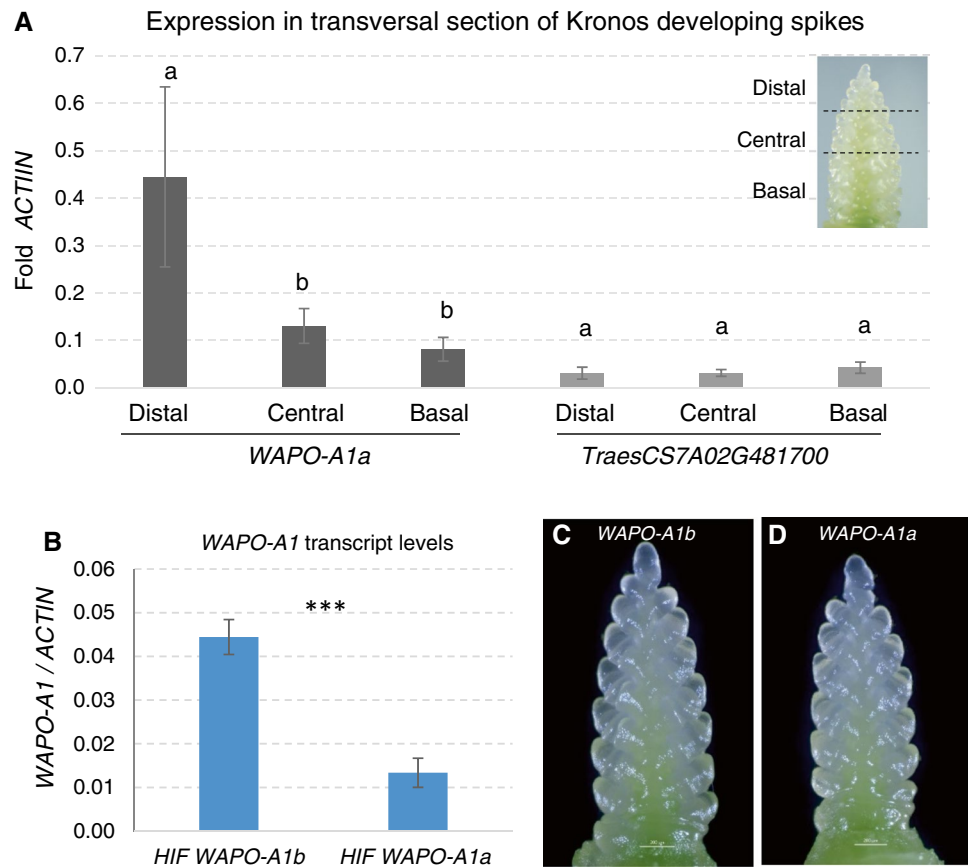 A Expression in transversal section of Kronos developing spikes
Fold ACTIIN
0.7
0.6
0.5
0.4
0.3
0.2
0.1
0.0
a
b
b
a
a
a
Distal
Central
Basal
Distal Central Basal Distal Central Basal
WAPO-A1a TraesCS7A02G481700
B WAPO-A1 transcript levels
WAPO-A1 / ACTIN
0.06
0.05
0.04
0.03
0.02
0.01
0.00
***
HIF WAPO-A1b HIF WAPO-A1a
C WAPO-A1b
D WAPO-A1a